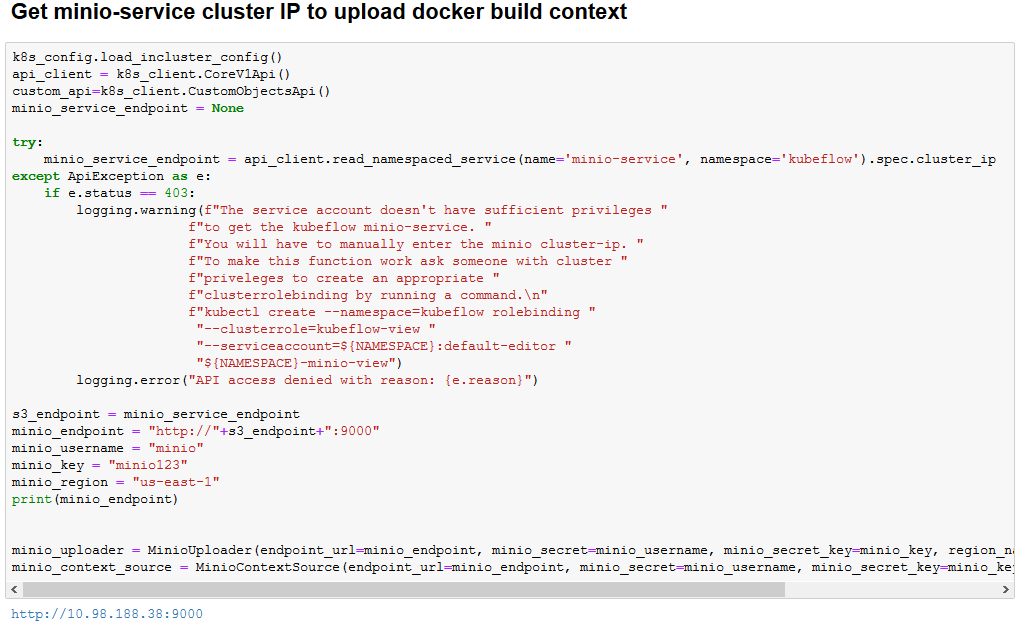 Get minio-service cluster IP to upload docker build context
k8s_config.load_incluster_config()
api_client = k8s_client.CoreV1Api()
custom_api=k8s_client.CustomObjectsApi()
minio_service_endpoint = None
try:
    minio_service_endpoint = api_client.read_namespaced_service(name='minio-service', namespace='kubeflow').spec.cluster_ip
except ApiException as e:
    if e.status == 403:
        logging.warning(f"The service account doesn't have sufficient privileges "
                      f"to get the kubeflow minio-service. "
                      f"You will have to manually enter the minio cluster-ip. "
                      f"To make this function work ask someone with cluster "
                      f"priveleges to create an appropriate "
                      f"clusterrolebinding by running a command.\n"
                      f"kubectl create --namespace=kubeflow rolebinding "
                       "--clusterrole=kubeflow-view "
                       "--serviceaccount=${NAMESPACE}:default-editor "
                       "${NAMESPACE}-minio-view")
        logging.error("API access denied with reason: {e.reason}")
s3_endpoint = minio_service_endpoint
minio_endpoint = "http://"+s3_endpoint+":9000"
minio_username = "minio"
minio_key = "minio123"
minio_region = "us-east-1"
print(minio_endpoint)
minio_uploader = MinioUploader(endpoint_url=minio_endpoint, minio_secret=minio_username, minio_secret_key=minio_key, region_n
minio_context_source = MinioContextSource(endpoint_url=minio_endpoint, minio_secret=minio_username, minio_secret_key=minio_ke
http://10.98.188.38:9000